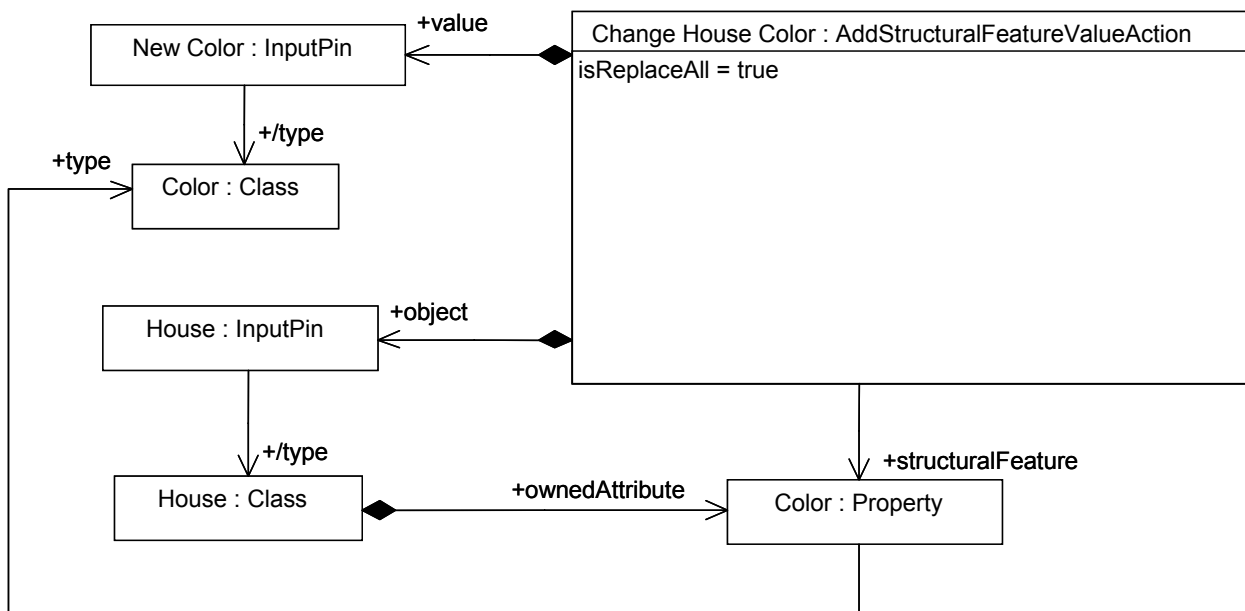 +value
New Color : InputPin
Change House Color : AddStructuralFeatureValueAction
isReplaceAll = true
+/type
+type
Color : Class
House : InputPin
+object
+/type
+structuralFeature
House : Class
+ownedAttribute
Color : Property